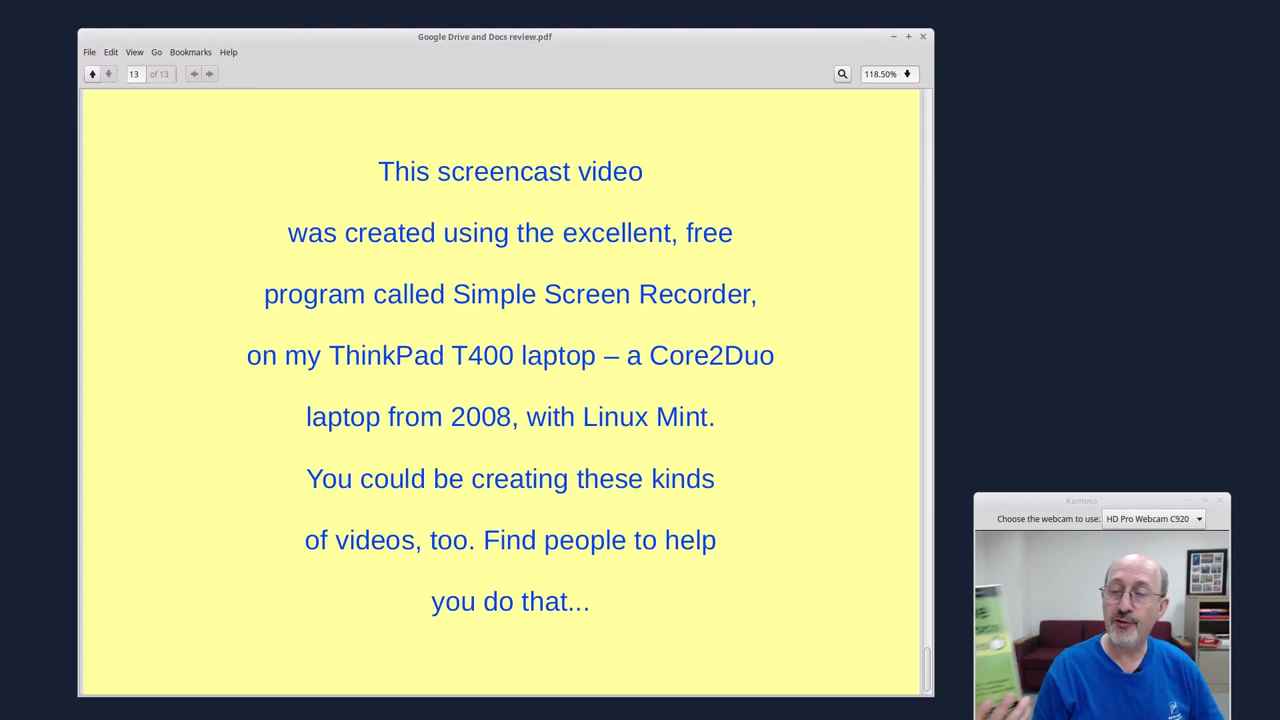 Google Drive and Docs review.pdf
File Edit View Go Bookmarks Help
13 of 13
118.50%
This screencast video
was created using the excellent, free
program called Simple Screen Recorder,
on my ThinkPad T400 laptop – a Core2Duo
laptop from 2008, with Linux Mint.
You could be creating these kinds
of videos, too. Find people to help
you do that...
Kamoso
Choose the webcam to use: HD Pro Webcam C920